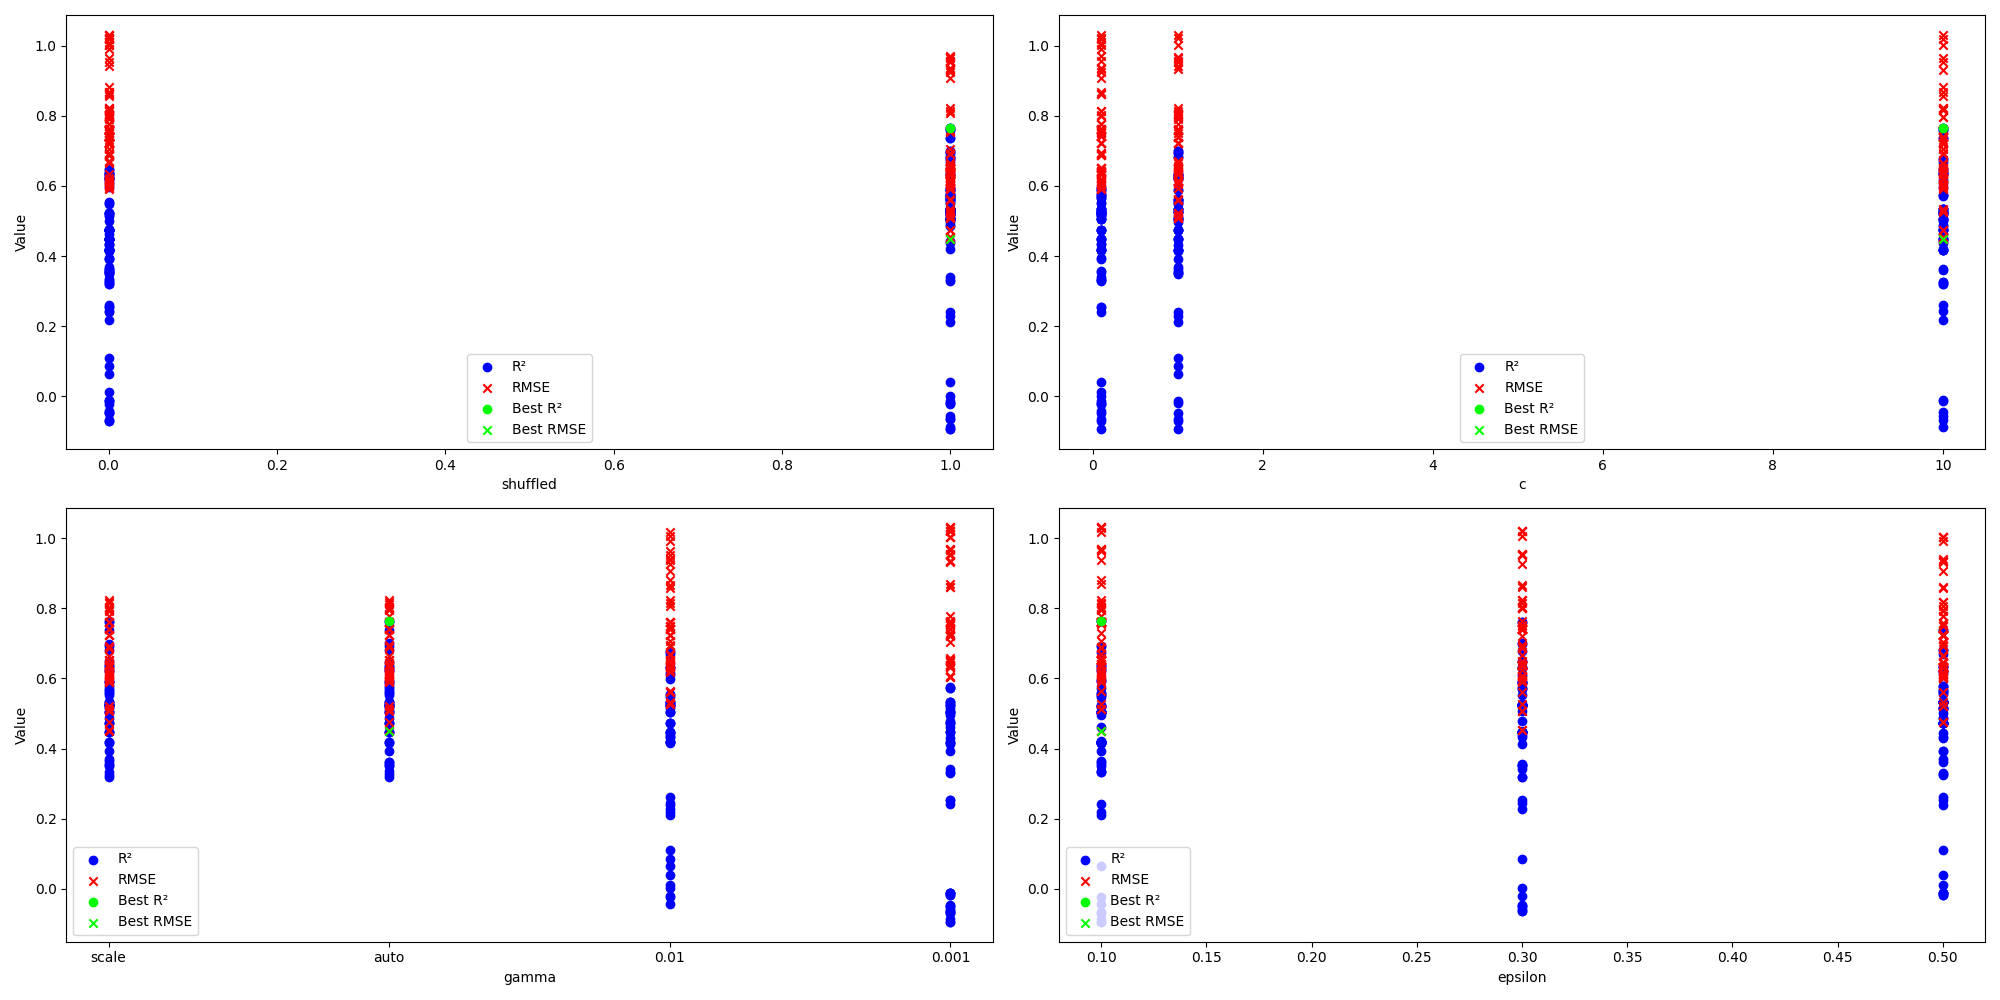 1.0
0.8
0.6
0.4
0.2
0.0
Value
0.0 0.2 0.4 0.6 0.8 1.0
shuffled
R²
RMSE
Best R²
Best RMSE
1.0
0.8
0.6
0.4
0.2
0.0
Value
0 2 4 6 8 10
c
R²
RMSE
Best R²
Best RMSE
1.0
0.8
0.6
0.4
0.2
0.0
Value
scale auto 0.01 0.001
gamma
R²
RMSE
Best R²
Best RMSE
1.0
0.8
0.6
0.4
0.2
0.0
Value
0.10 0.15 0.20 0.25 0.30 0.35 0.40 0.45 0.50
epsilon
R²
RMSE
Best R²
Best RMSE